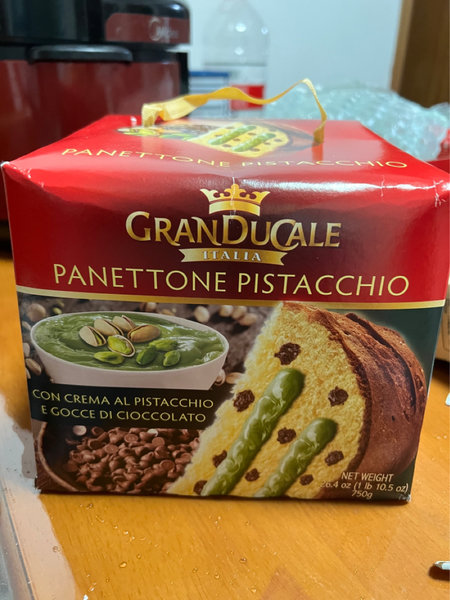 PANETTONE PISTACCHIO
GRANDUCALE
ITALIA
PANETTONE PISTACCHIO
CON CREMA AL PISTACCHIO
E GOCCE DI CIOCCOLATO
NET WEIGHT
26.4 oz (1 lb 10.5 oz)
750g